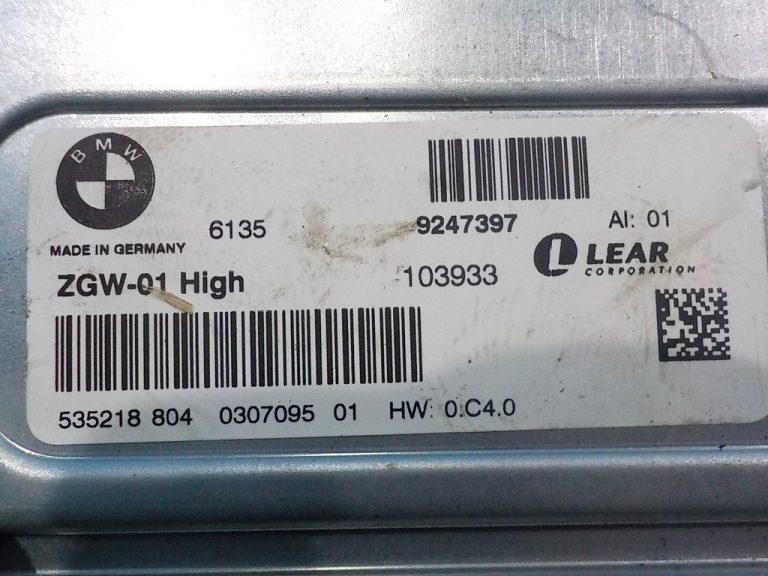 BMW
MADE IN GERMANY
6135 9247397 AI: 01
ZGW-01 High 103933
LEAR
CORPORATION
535218 804 0307095 01 HW: 0.C4.0